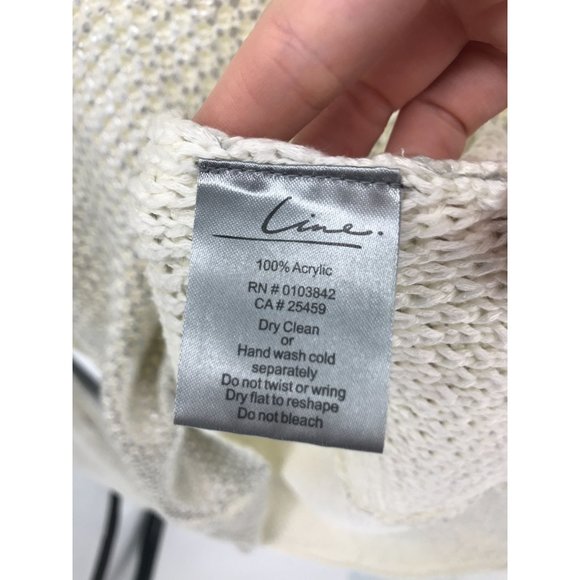 Line.
100% Acrylic
RN # 0103842
CA # 25459
Dry Clean
or
Hand wash cold
separately
Do not twist or wring
Dry flat to reshape
Do not bleach